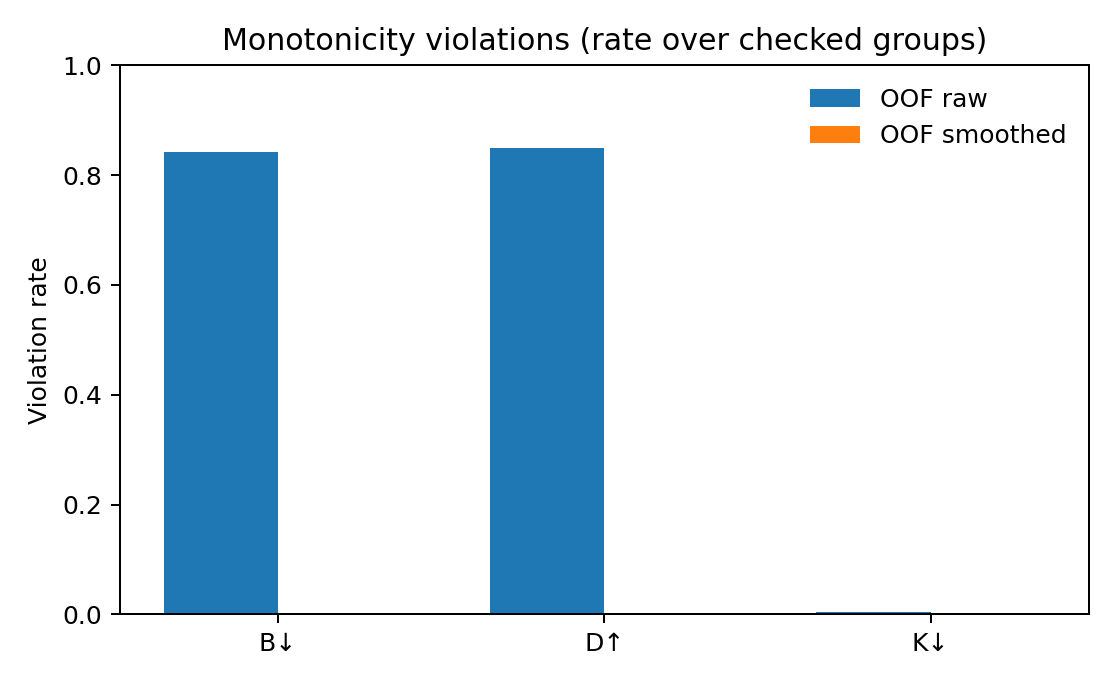 Monotonicity violations (rate over checked groups)
OOF raw
OOF smoothed
Violation rate
1.0
0.8
0.6
0.4
0.2
0.0
B↓
D↑
K↓